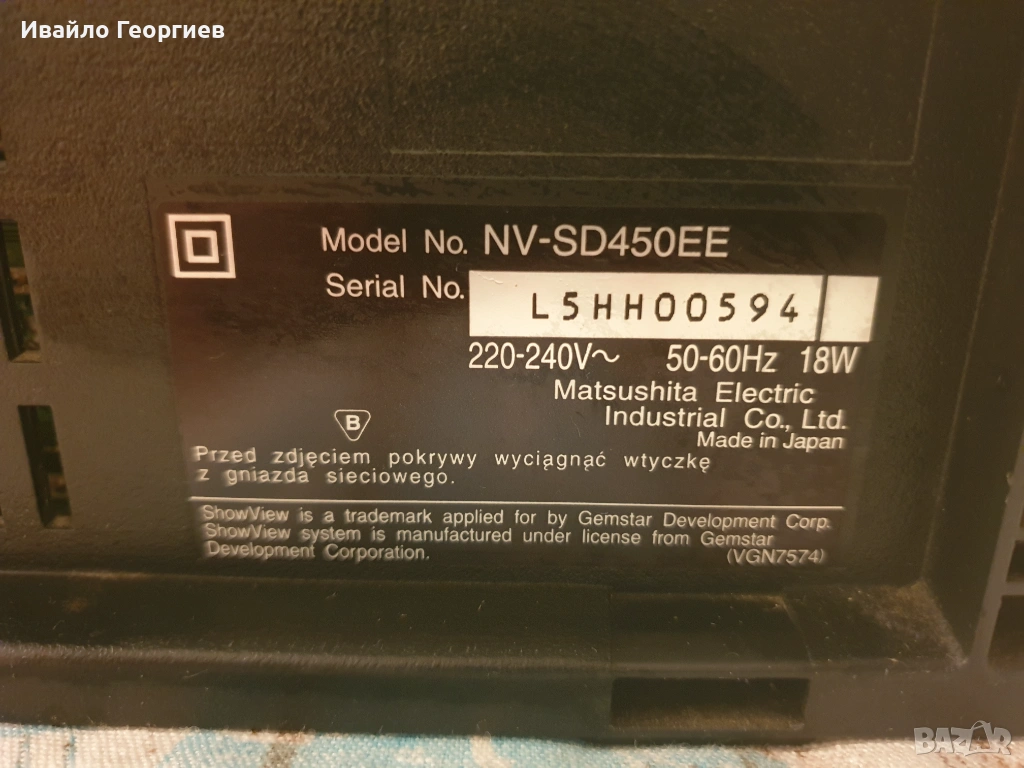 Ивайло Георгиев
Model No. NV-SD450EE
Serial No. L5HH00594
220-240V~ 50-60Hz 18W
Matsushita Electric
Industrial Co., Ltd.
Made in Japan
B
Przed zdjęciem pokrywy wyciągnąć wtyczkę
z gniazda sieciowego.
ShowView is a trademark applied for by Gemstar Development Corp.
ShowView system is manufactured under license from Gemstar
Development Corporation. (VGN7574)
BAZAR